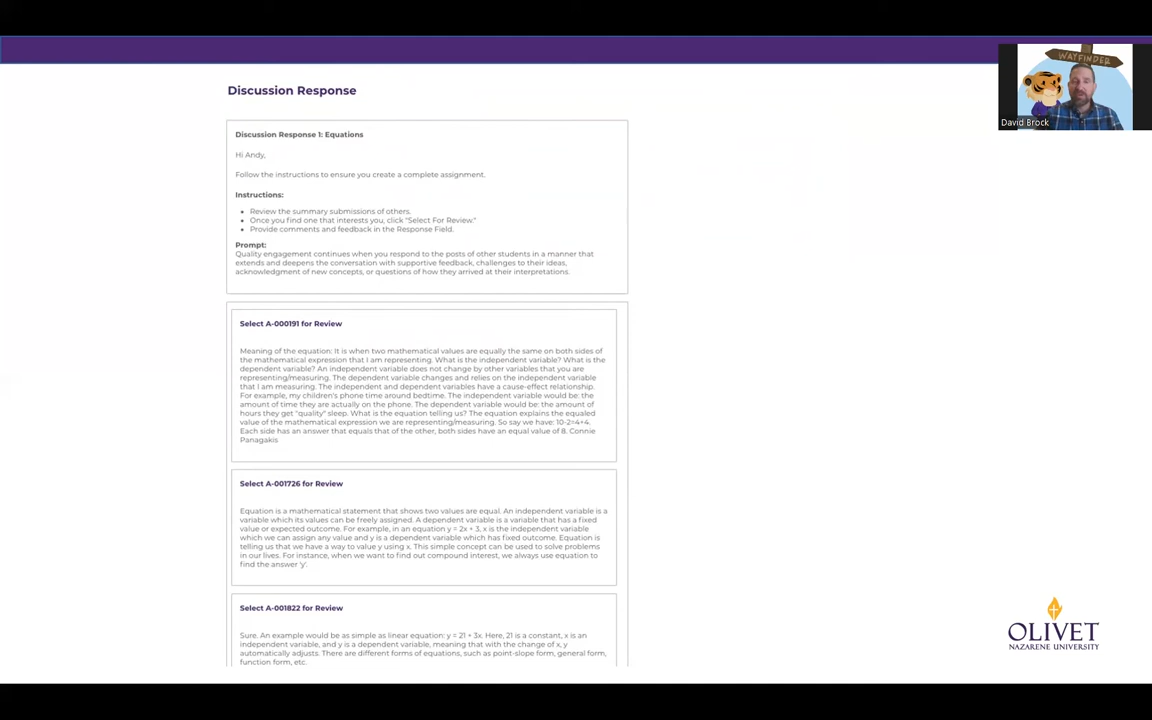 WAYFINDER
David Brock
Discussion Response
Discussion Response 1: Equations
Hi Andy,
Follow the instructions to ensure you create a complete assignment.
Instructions:
• Review the summary submissions of others.
• Once you find one that interests you, click "Select For Review."
• Provide comments and feedback in the Response Field.
Prompt:
Quality engagement continues when you respond to the posts of other students in a manner that
extends and deepens the conversation with supportive feedback, challenges to their ideas,
acknowledgment of new concepts, or questions of how they arrived at their interpretations.
Select A-000191 for Review
Meaning of the equation: It is when two mathematical values are equally the same on both sides of
the mathematical expression that I am representing. What is the independent variable? What is the
dependent variable? An independent variable does not change by other variables that you are
representing/measuring. The dependent variable changes and relies on the independent variable
that I am measuring. The independent and dependent variables have a cause-effect relationship.
For example, my children's phone time around bedtime. The independent variable would be: the
amount of time they are actually on the phone. The dependent variable would be: the amount of
hours they get "quality" sleep. What is the equation telling us? The equation explains the equaled
value of the mathematical expression we are representing/measuring. So say we have: 10-2=4+4.
Each side has an answer that equals that of the other, both sides have an equal value of 8. Connie
Panagakis
Select A-001726 for Review
Equation is a mathematical statement that shows two values are equal. An independent variable is a
variable which its values can be freely assigned. A dependent variable is a variable that has a fixed
value or expected outcome. For example, in an equation y = 2x + 3, x is the independent variable
which we can assign any value and y is a dependent variable which has fixed outcome. Equation is
telling us that we have a way to value y using x. This simple concept can be used to solve problems
in our lives. For instance, when we want to find out compound interest, we always use equation to
find the answer 'y'.
Select A-001822 for Review
Sure. An example would be as simple as linear equation: y = 21 + 3x. Here, 21 is a constant, x is an
independent variable, and y is a dependent variable, meaning that with the change of x, y
automatically adjusts. There are different forms of equations, such as point-slope form, general form,
function form, etc.
OLIVET
NAZARENE UNIVERSITY